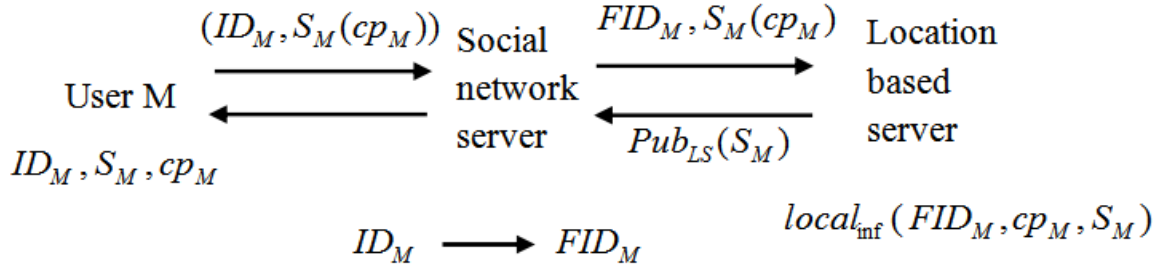 (ID_M, S_M(cp_M))
User M
ID_M, S_M, cp_M
Social
network
server
FID_M, S_M(cp_M)
Pub_LS(S_M)
Location
based
server
local_inf(FID_M, cp_M, S_M)
ID_M → FID_M